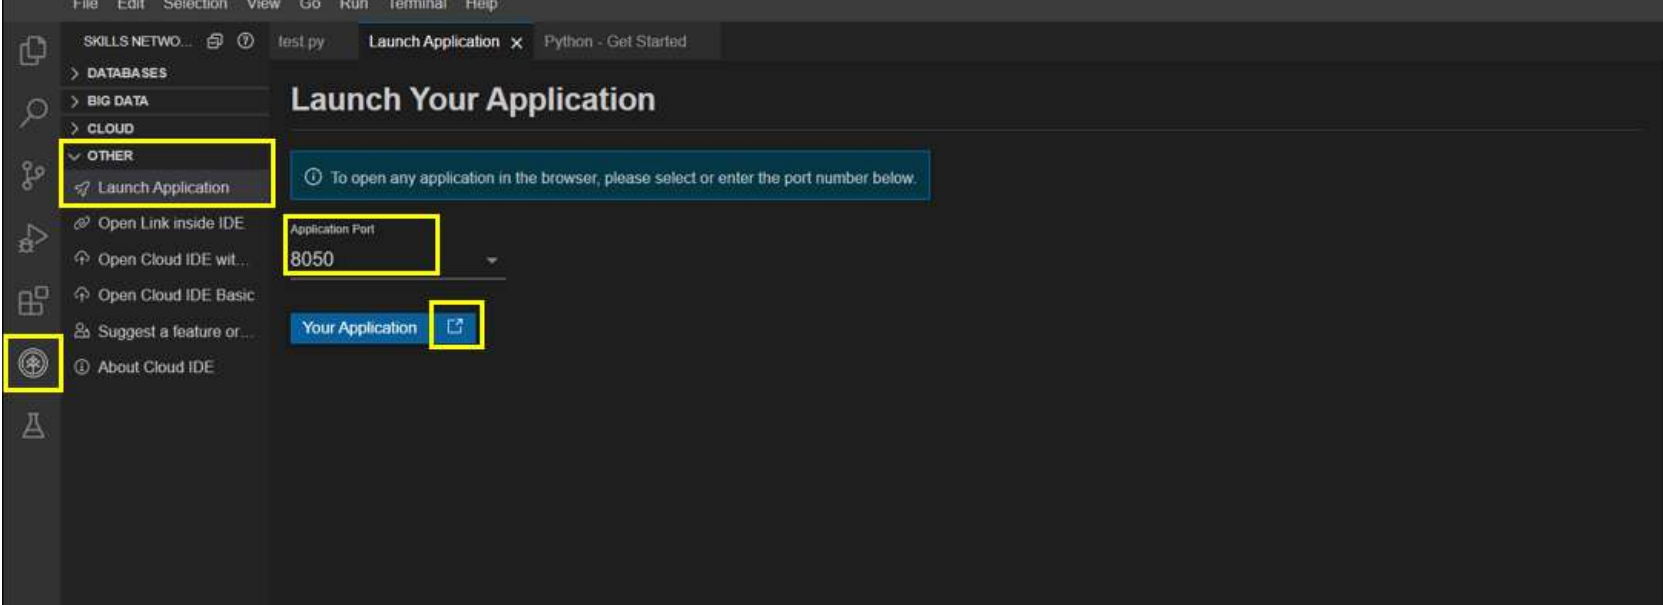 File Edit Selection View Go Run Terminal Help
SKILLS NETWO...
test.py Launch Application Python - Get Started
DATABASES
BIG DATA
CLOUD
OTHER
Launch Application
Open Link inside IDE
Open Cloud IDE wit...
Open Cloud IDE Basic
Suggest a feature or...
About Cloud IDE
Launch Your Application
To open any application in the browser, please select or enter the port number below.
Application Port
8050
Your Application